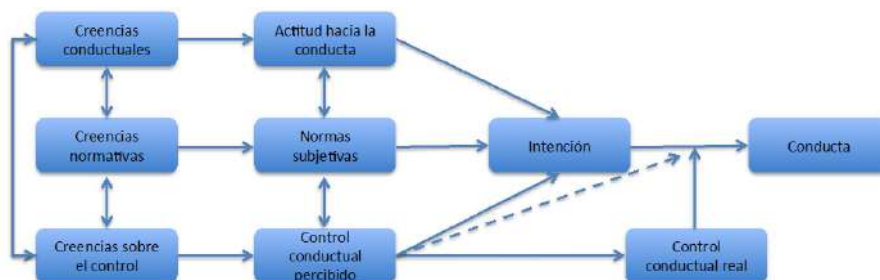 Creencias
conductuales
Actitud hacia la
conducta
Creencias
normativas
Normas
subjetivas
Intención
Conducta
Creencias sobre
el control
Control
conductual
percibido
Control
conductual real